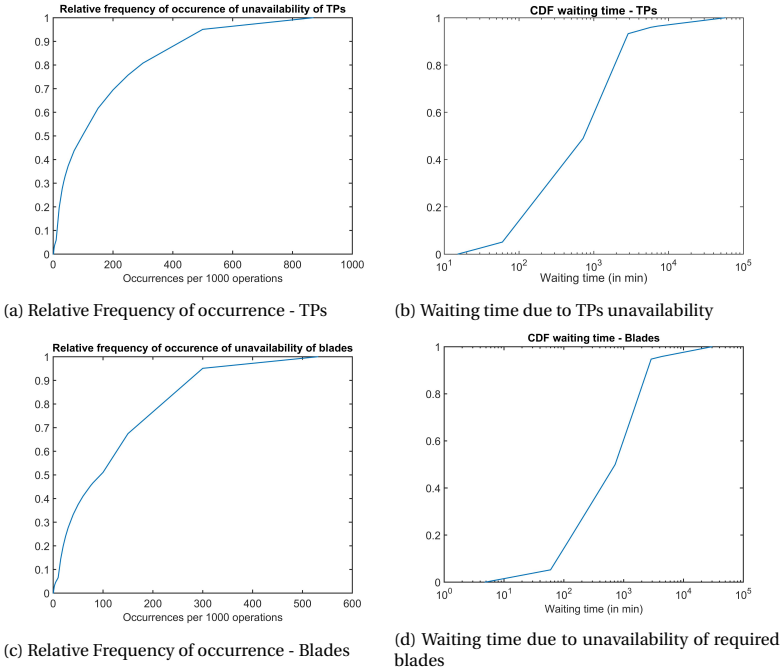 Relative frequency of occurence of unavailability of TPs
1
0.9
0.8
0.7
0.6
0.5
0.4
0.3
0.2
0.1
0
0 200 400 600 800 1000
Occurrences per 1000 operations
(a) Relative Frequency of occurrence - TPs
CDF waiting time - TPs
1
0.8
0.6
0.4
0.2
0
10^1 10^2 10^3 10^4 10^5
Waiting time (in min)
(b) Waiting time due to TPs unavailability
Relative frequency of occurence of unavailability of blades
1
0.9
0.8
0.7
0.6
0.5
0.4
0.3
0.2
0.1
0
0 100 200 300 400 500 600
Occurrences per 1000 operations
(c) Relative Frequency of occurrence - Blades
CDF waiting time - Blades
1
0.8
0.6
0.4
0.2
0
10^0 10^1 10^2 10^3 10^4 10^5
Waiting time (in min)
(d) Waiting time due to unavailability of required
blades